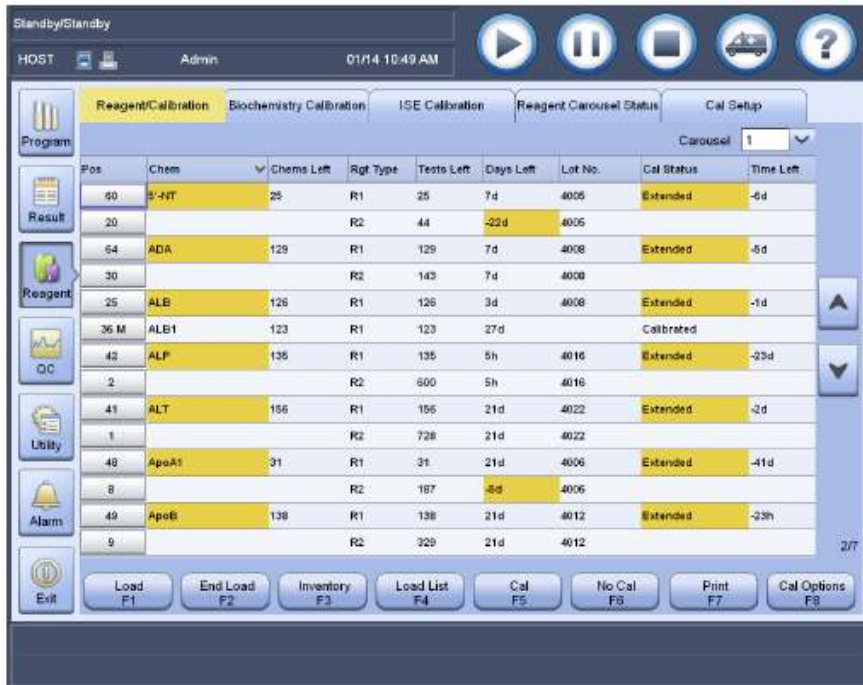 Standby/Standby
HOST Admin 01/14 10:49 AM
?
Program
Result
Reagent
QC
Utility
Alarm
Exit
Reagent/Calibration Biochemistry Calibration ISE Calibration Reagent Carousel Status Cal Setup
Carousel 1
Pos Chem Chems Left Rgt Type Tests Left Days Left Lot No. Cal Status Time Left
60 5'-NT 25 R1 25 7d 4005 Extended -6d
20 R2 44 -22d 4005
64 ADA 129 R1 129 7d 4008 Extended -5d
30 R2 143 7d 4008
25 ALB 126 R1 126 3d 4008 Extended -1d
36 M ALB1 123 R1 123 27d Calibrated
42 ALP 135 R1 135 5h 4016 Extended -23d
2 R2 600 5h 4016
41 ALT 156 R1 156 21d 4022 Extended -2d
1 R2 728 21d 4022
48 ApoA1 31 R1 31 21d 4006 Extended -41d
8 R2 187 4006
49 ApoB 138 R1 138 21d 4012 Extended -23h
9 R2 329 21d 4012
2/7
Load F1
End Load F2
Inventory F3
Load List F4
Cal F5
No Cal F6
Print F7
Cal Options F8